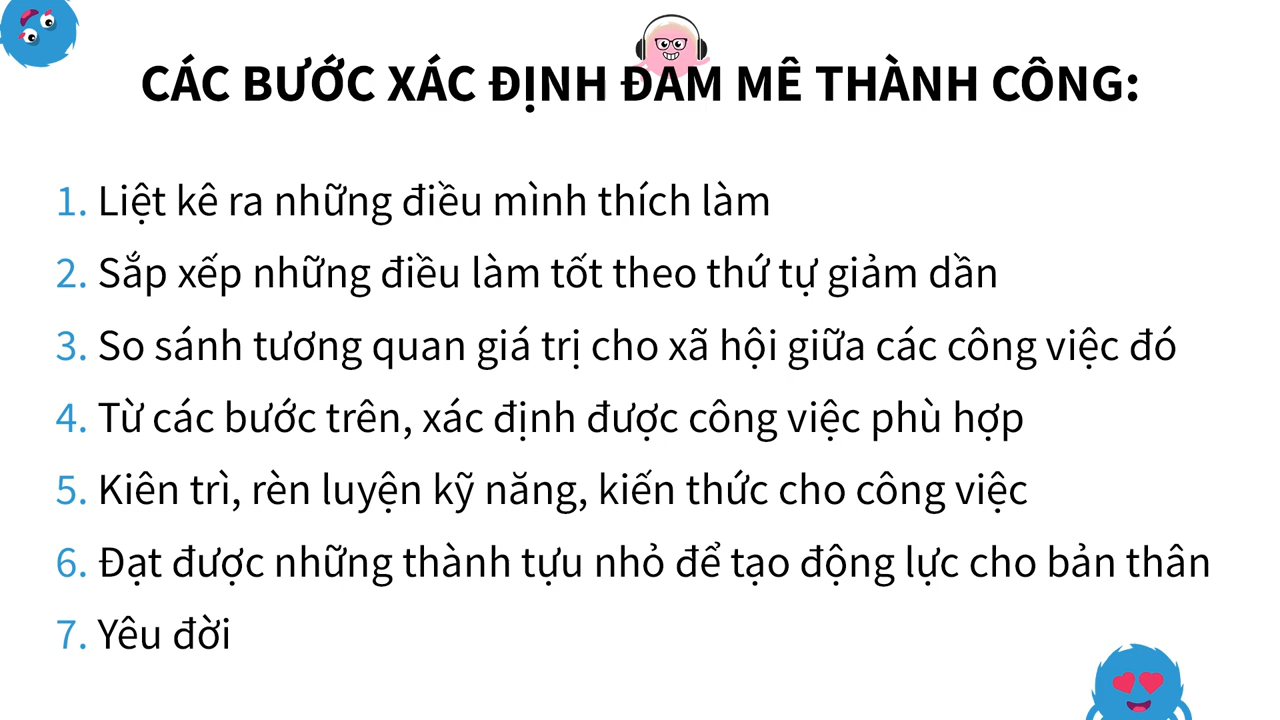 CÁC BƯỚC XÁC ĐỊNH ĐAM MÊ THÀNH CÔNG:
1. Liệt kê ra những điều mình thích làm
2. Sắp xếp những điều làm tốt theo thứ tự giảm dần
3. So sánh tương quan giá trị cho xã hội giữa các công việc đó
4. Từ các bước trên, xác định được công việc phù hợp
5. Kiên trì, rèn luyện kỹ năng, kiến thức cho công việc
6. Đạt được những thành tựu nhỏ để tạo động lực cho bản thân
7. Yêu đời